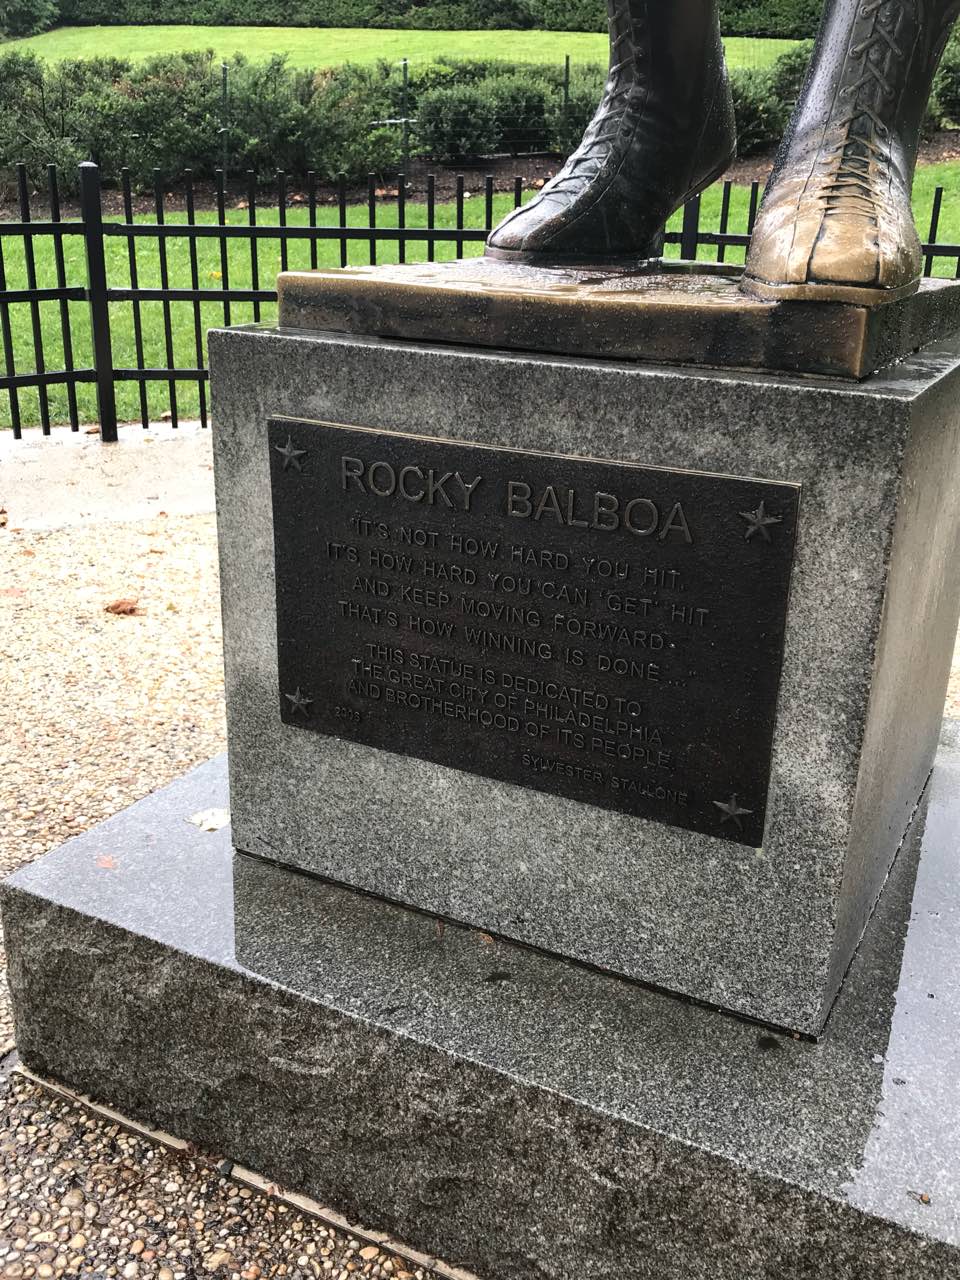 ROCKY BALBOA
"IT'S NOT HOW HARD YOU HIT.
IT'S HOW HARD YOU CAN 'GET' HIT
AND KEEP MOVING FORWARD.
THAT'S HOW WINNING IS DONE..."
THIS STATUE IS DEDICATED TO
THE GREAT CITY OF PHILADELPHIA
AND BROTHERHOOD OF ITS PEOPLE.
2006
SYLVESTER STALLONE